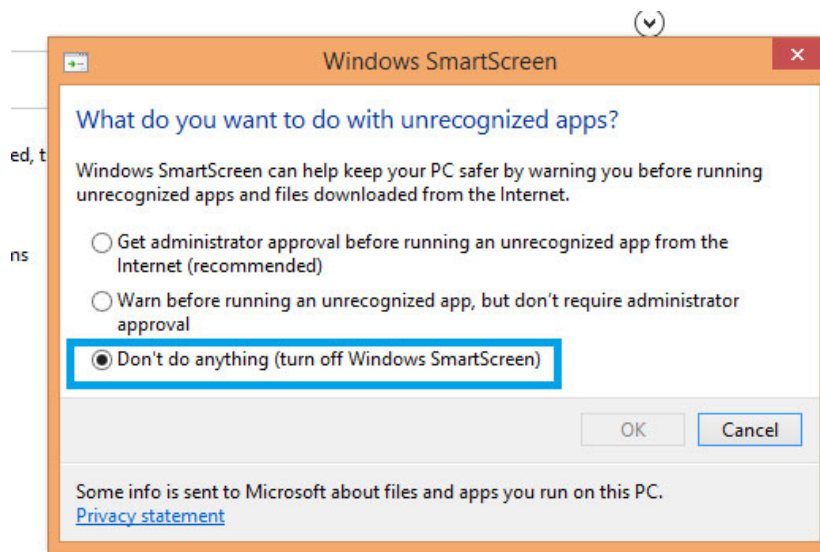 Windows SmartScreen
What do you want to do with unrecognized apps?
ed, t
Windows SmartScreen can help keep your PC safer by warning you before running
unrecognized apps and files downloaded from the Internet.
Get administrator approval before running an unrecognized app from the
ns
Internet (recommended)
Warn before running an unrecognized app, but don't require administrator
approval
Don't do anything (turn off Windows SmartScreen)
OK Cancel
Some info is sent to Microsoft about files and apps you run on this PC.
Privacy statement